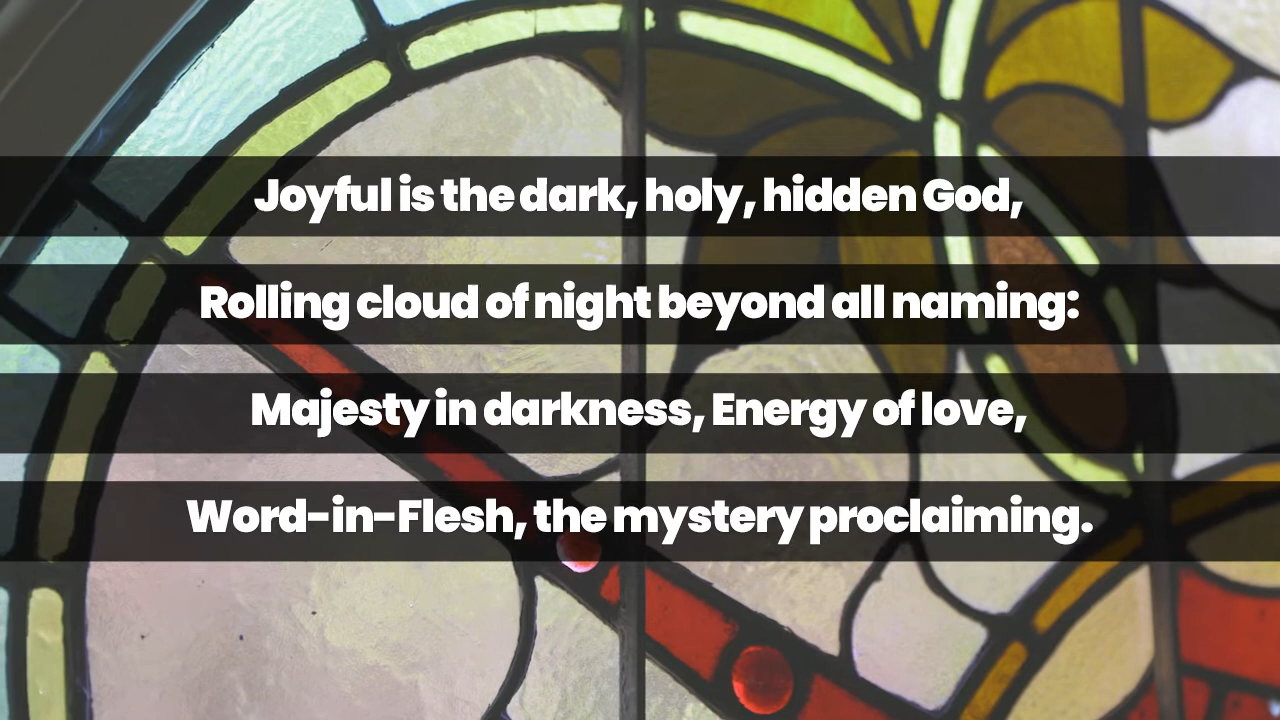 Joyful is the dark, holy, hidden God,
Rolling cloud of night beyond all naming:
Majesty in darkness, Energy of love,
Word-in-Flesh, the mystery proclaiming.